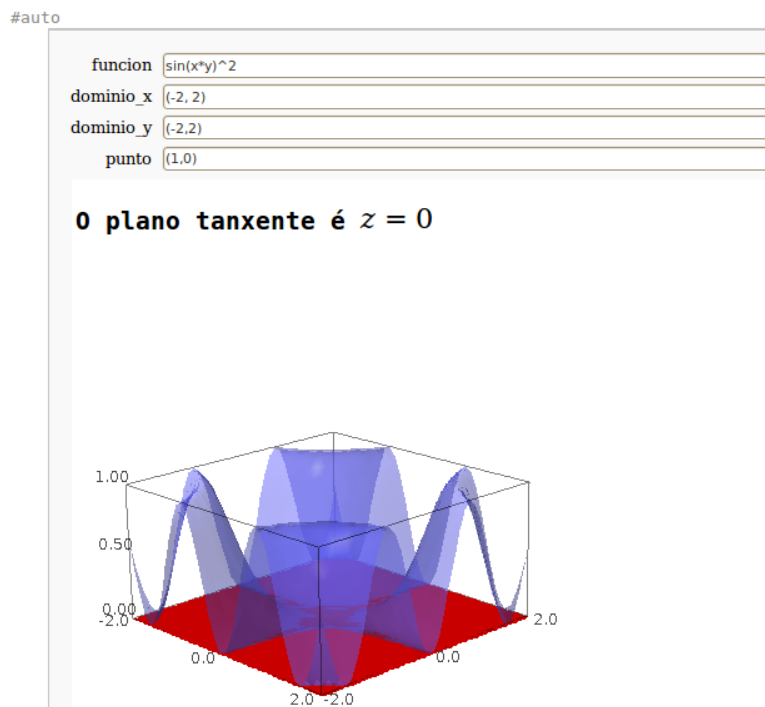 #auto
funcion sin(x*y)^2
dominio_x (-2, 2)
dominio_y (-2,2)
punto (1,0)
O plano tanxente é z = 0
1.00
0.50
0.00
-2.0
2.0
0.0
0.0
2.0 -2.0